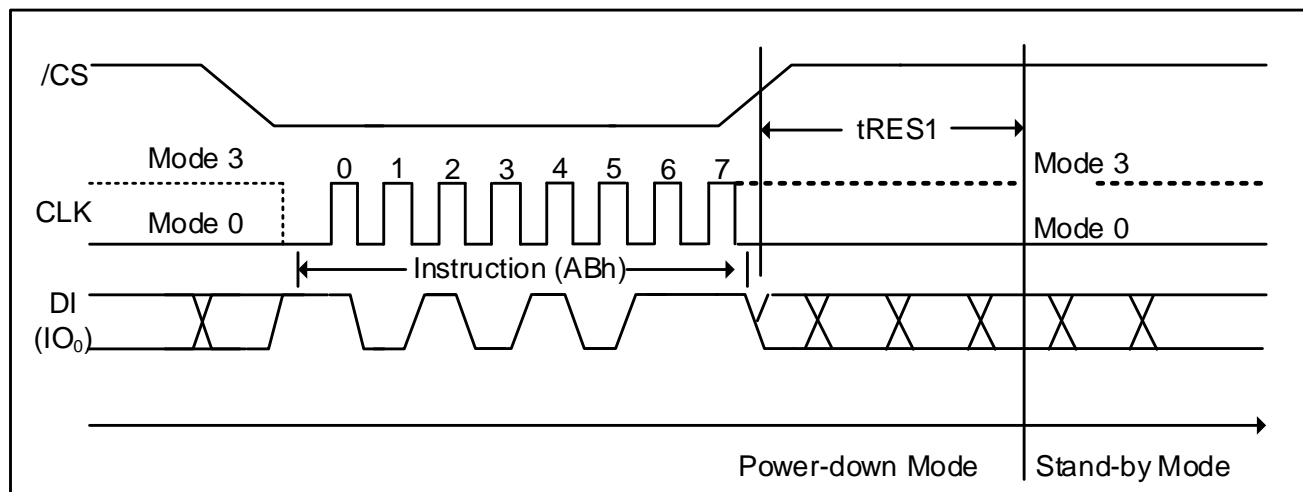 /CS
tRES1
Mode 3
0 1 2 3 4 5 6 7
Mode 3
CLK
Mode 0
Mode 0
Instruction (ABh)
DI
(IO₀)
Power-down Mode
Stand-by Mode